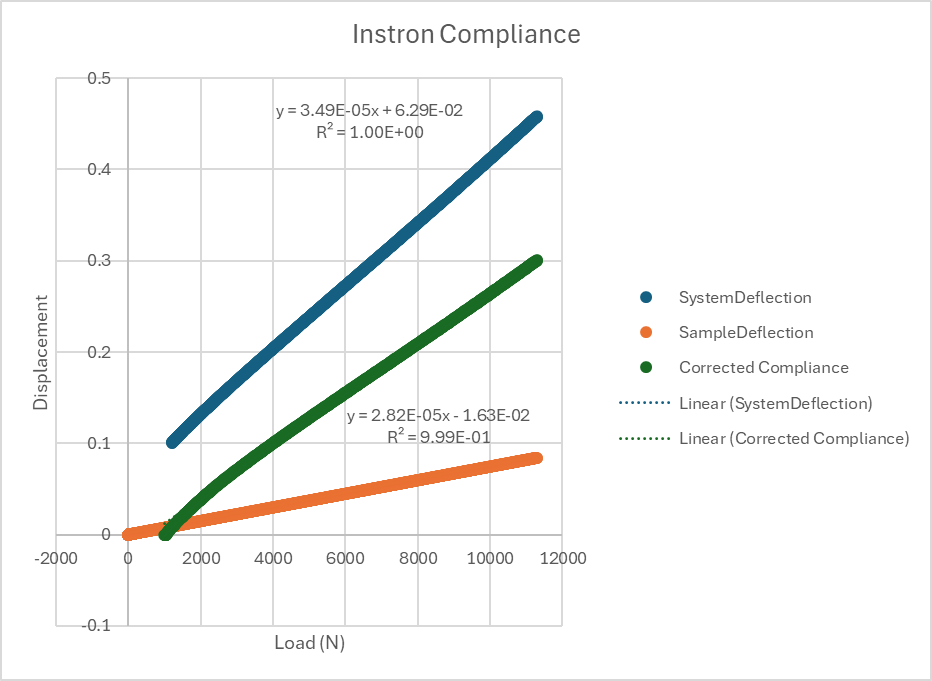 Instron Compliance
0.5
y = 3.49E-05x + 6.29E-02
R² = 1.00E+00
0.4
0.3
SystemDeflection
SampleDeflection
Displacement
0.2
Corrected Compliance
Linear (SystemDeflection)
y = 2.82E-05x - 1.63E-02
R² = 9.99E-01
0.1
Linear (Corrected Compliance)
0
-2000 0 2000 4000 6000 8000 10000 12000
-0.1
Load (N)